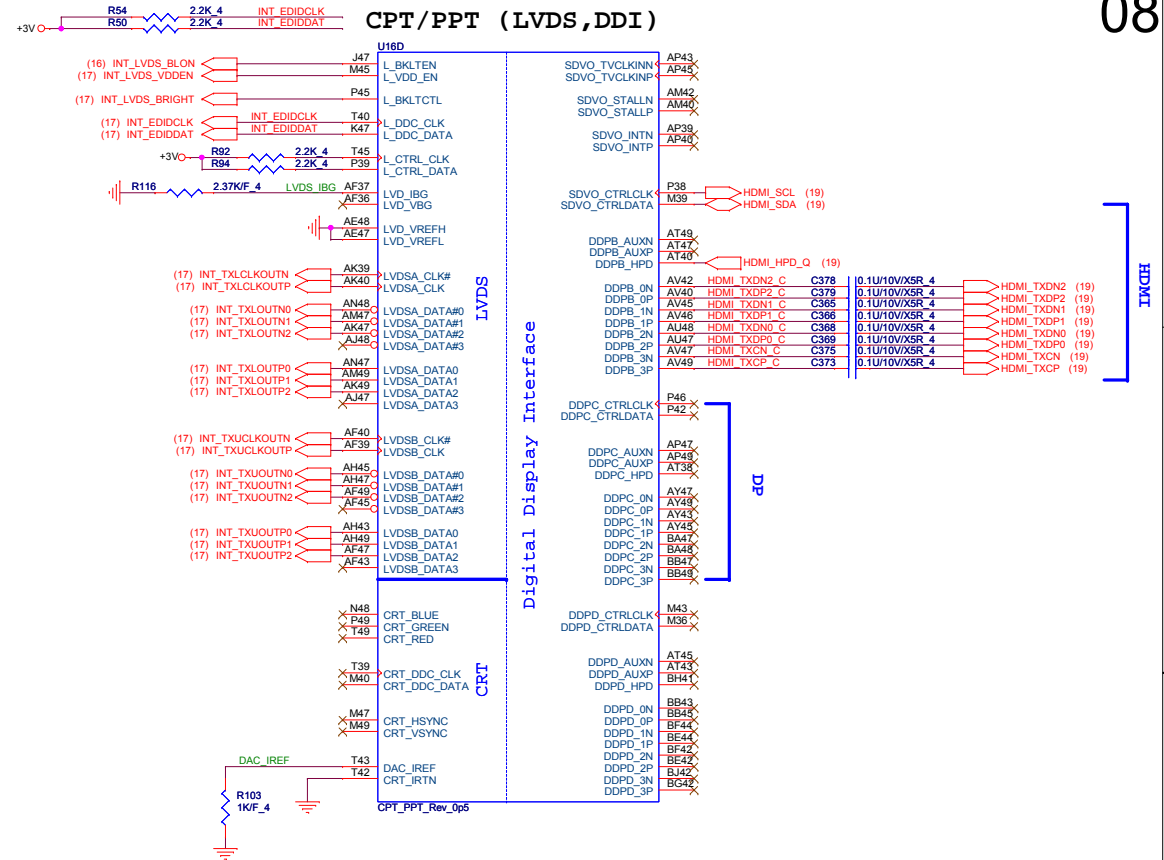 CPT/PPT (LVDS,DDI)
08
+3V
R54 2.2K_4 INT_EDIDCLK
R50 2.2K_4 INT_EDIDDAT
U16D
(16) INT_LVDS_BLON J47 L_BKLTEN
(17) INT_LVDS_VDDEN M45 L_VDD_EN
(17) INT_LVDS_BRIGHT P45 L_BKLTCTL
(17) INT_EDIDCLK INT_EDIDCLK T40 L_DDC_CLK
(17) INT_EDIDDAT INT_EDIDDAT K47 L_DDC_DATA
+3V R92 2.2K_4 T45 L_CTRL_CLK
R94 2.2K_4 P39 L_CTRL_DATA
R116 2.37K/F_4 LVDS_IBG AF37 LVD_IBG
AF36 LVD_VBG
AE48 LVD_VREFH
AE47 LVD_VREFL
(17) INT_TXLCLKOUTN AK39 LVDSA_CLK#
(17) INT_TXLCLKOUTP AK40 LVDSA_CLK
(17) INT_TXLOUTN0 AN48 LVDSA_DATA#0
(17) INT_TXLOUTN1 AM47 LVDSA_DATA#1
(17) INT_TXLOUTN2 AK47 LVDSA_DATA#2
AJ48 LVDSA_DATA#3
(17) INT_TXLOUTP0 AN47 LVDSA_DATA0
(17) INT_TXLOUTP1 AM49 LVDSA_DATA1
(17) INT_TXLOUTP2 AK49 LVDSA_DATA2
AJ47 LVDSA_DATA3
(17) INT_TXUCLKOUTN AF40 LVDSB_CLK#
(17) INT_TXUCLKOUTP AF39 LVDSB_CLK
(17) INT_TXUOUTN0 AH45 LVDSB_DATA#0
(17) INT_TXUOUTN1 AH47 LVDSB_DATA#1
(17) INT_TXUOUTN2 AF49 LVDSB_DATA#2
AF45 LVDSB_DATA#3
(17) INT_TXUOUTP0 AH43 LVDSB_DATA0
(17) INT_TXUOUTP1 AH49 LVDSB_DATA1
(17) INT_TXUOUTP2 AF47 LVDSB_DATA2
AF43 LVDSB_DATA3
N48 CRT_BLUE
P49 CRT_GREEN
T49 CRT_RED
T39 CRT_DDC_CLK
M40 CRT_DDC_DATA
M47 CRT_HSYNC
M49 CRT_VSYNC
DAC_IREF T43 DAC_IREF
T42 CRT_IRTN
R103
1K/F_4
CPT_PPT_Rev_0p5
LVDS
CRT
Digital Display Interface
SDVO_TVCLKINN AP43
SDVO_TVCLKINP AP45
SDVO_STALLN AM42
SDVO_STALLP AM40
SDVO_INTN AP39
SDVO_INTP AP40
SDVO_CTRLCLK P38 HDMI_SCL (19)
SDVO_CTRLDATA M39 HDMI_SDA (19)
DDPB_AUXN AT49
DDPB_AUXP AT47
DDPB_HPD AT40 HDMI_HPD_Q (19)
DDPB_0N AV42 HDMI_TXDN2_C C378 0.1U/10V/X5R_4 HDMI_TXDN2 (19)
DDPB_0P AV40 HDMI_TXDP2_C C379 0.1U/10V/X5R_4 HDMI_TXDP2 (19)
DDPB_1N AV45 HDMI_TXDN1_C C365 0.1U/10V/X5R_4 HDMI_TXDN1 (19)
DDPB_1P AV46 HDMI_TXDP1_C C366 0.1U/10V/X5R_4 HDMI_TXDP1 (19)
DDPB_2N AU48 HDMI_TXDN0_C C368 0.1U/10V/X5R_4 HDMI_TXDN0 (19)
DDPB_2P AU47 HDMI_TXDP0_C C369 0.1U/10V/X5R_4 HDMI_TXDP0 (19)
DDPB_3N AV47 HDMI_TXCN_C C375 0.1U/10V/X5R_4 HDMI_TXCN (19)
DDPB_3P AV49 HDMI_TXCP_C C373 0.1U/10V/X5R_4 HDMI_TXCP (19)
HDMI
DDPC_CTRLCLK P46
DDPC_CTRLDATA P42
DDPC_AUXN AP47
DDPC_AUXP AP49
DDPC_HPD AT38
DDPC_0N AY47
DDPC_0P AY49
DDPC_1N AY43
DDPC_1P AY45
DDPC_2N BA47
DDPC_2P BA48
DDPC_3N BB47
DDPC_3P BB49
DP
DDPD_CTRLCLK M43
DDPD_CTRLDATA M36
DDPD_AUXN AT45
DDPD_AUXP AT43
DDPD_HPD BH41
DDPD_0N BB43
DDPD_0P BB45
DDPD_1N BF44
DDPD_1P BE44
DDPD_2N BF42
DDPD_2P BE42
DDPD_3N BJ42
DDPD_3P BG42